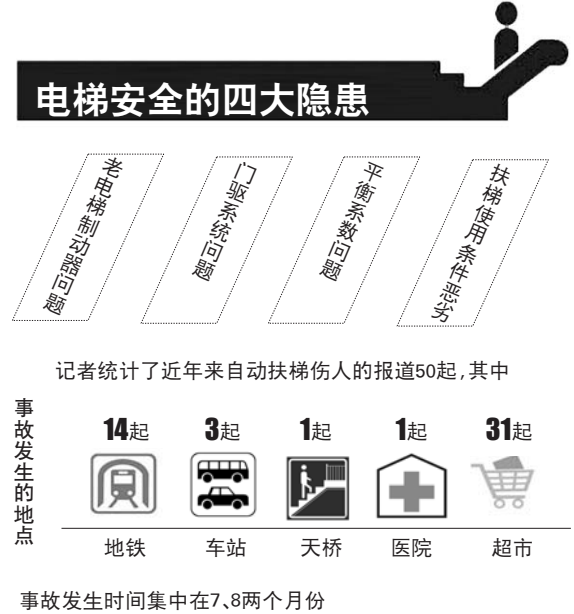 电梯安全的四大隐患
老电梯制动器问题
门驱系统问题
平衡系数问题
扶梯使用条件恶劣
记者统计了近年来自动扶梯伤人的报道50起,其中
事故发生的地点
14起 3起 1起 1起 31起
地铁 车站 天桥 医院 超市
事故发生时间集中在7、8两个月份